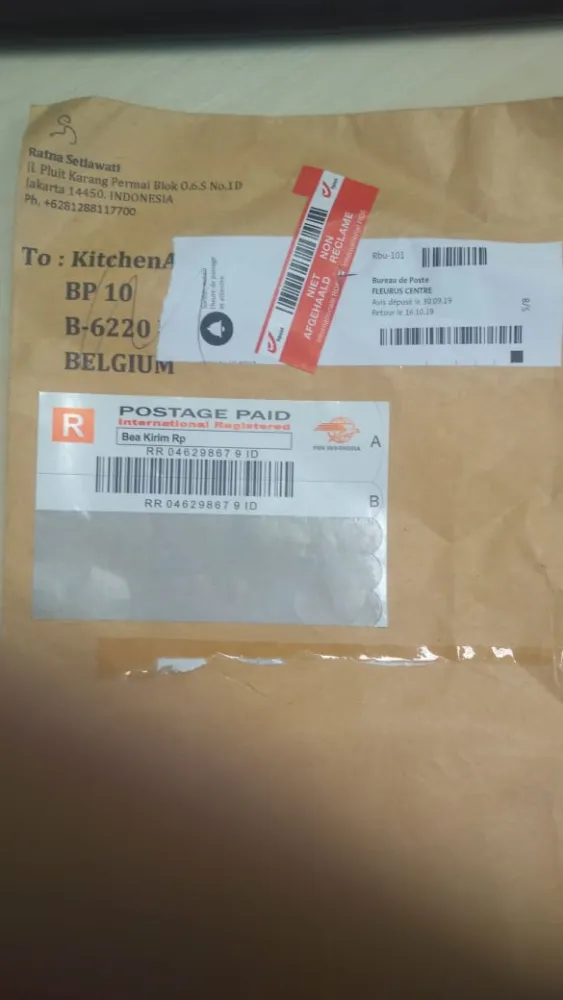 Ratna Setiawati
Jl. Pluit Karang Permai Blok O.6.S No.1D
Jakarta 14450. INDONESIA
Ph. +6281288117700
To : KitchenA
BP 10
B-6220
BELGIUM
NIET NON
AFGEHAALD RECLAME
Rbu-101
Bureau de Poste
FLEURUS CENTRE
Avis déposé le 30.09.19
Retour le 16.10.19
S/B
R
POSTAGE PAID
International Registered
Bea Kirim Rp
RR 04629867 9 ID
RR 04629867 9 ID
POS INDONESIA
A
B